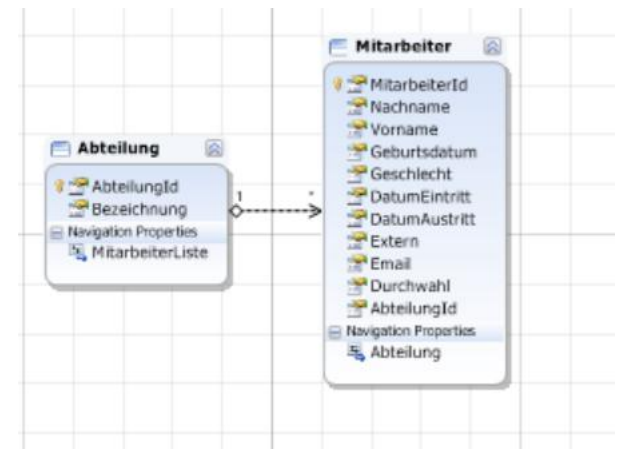 Abteilung
AbteilungId
Bezeichnung
Navigation Properties
MitarbeiterListe
1
*
Mitarbeiter
MitarbeiterId
Nachname
Vorname
Geburtsdatum
Geschlecht
DatumEintritt
DatumAustritt
Extern
Email
Durchwahl
AbteilungId
Navigation Properties
Abteilung